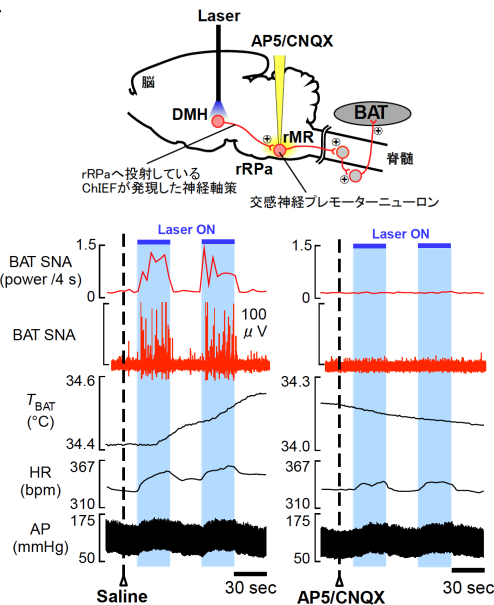 Laser
AP5/CNQX
脳
BAT
DMH
rMR
脊髄
rRPa
rRPaへ投射している
ChIEFが発現した神経軸策
交感神経プレモーターニューロン
Laser ON
Laser ON
BAT SNA
(power /4 s)
1.5
0
1.5
0
BAT SNA
100
μV
TBAT
(°C)
34.6
34.4
34.3
34.0
HR
(bpm)
367
310
367
310
AP
(mmHg)
175
50
175
50
30 sec
30 sec
Saline
AP5/CNQX